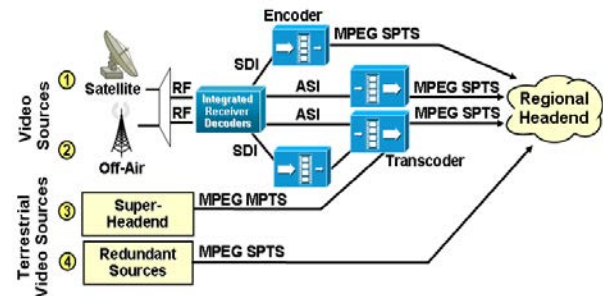 Encoder
MPEG SPTS
SDI
Video Sources
1
Satellite
RF
RF
Integrated
Receiver
Decoders
ASI
MPEG SPTS
ASI
MPEG SPTS
Regional
Headend
2
Off-Air
SDI
Transcoder
Terrestrial
Video Sources
3
Super-
Headend
MPEG MPTS
4
Redundant
Sources
MPEG SPTS